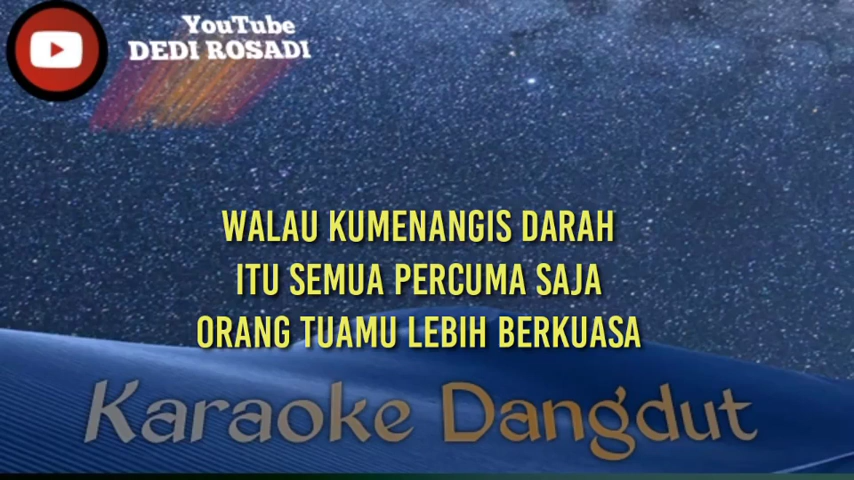 YouTube
DEDI ROSADI
WALAU KUMENANGIS DARAH
ITU SEMUA PERCUMA SAJA
ORANG TUAMU LEBIH BERKUASA
Karaoke Dangdut